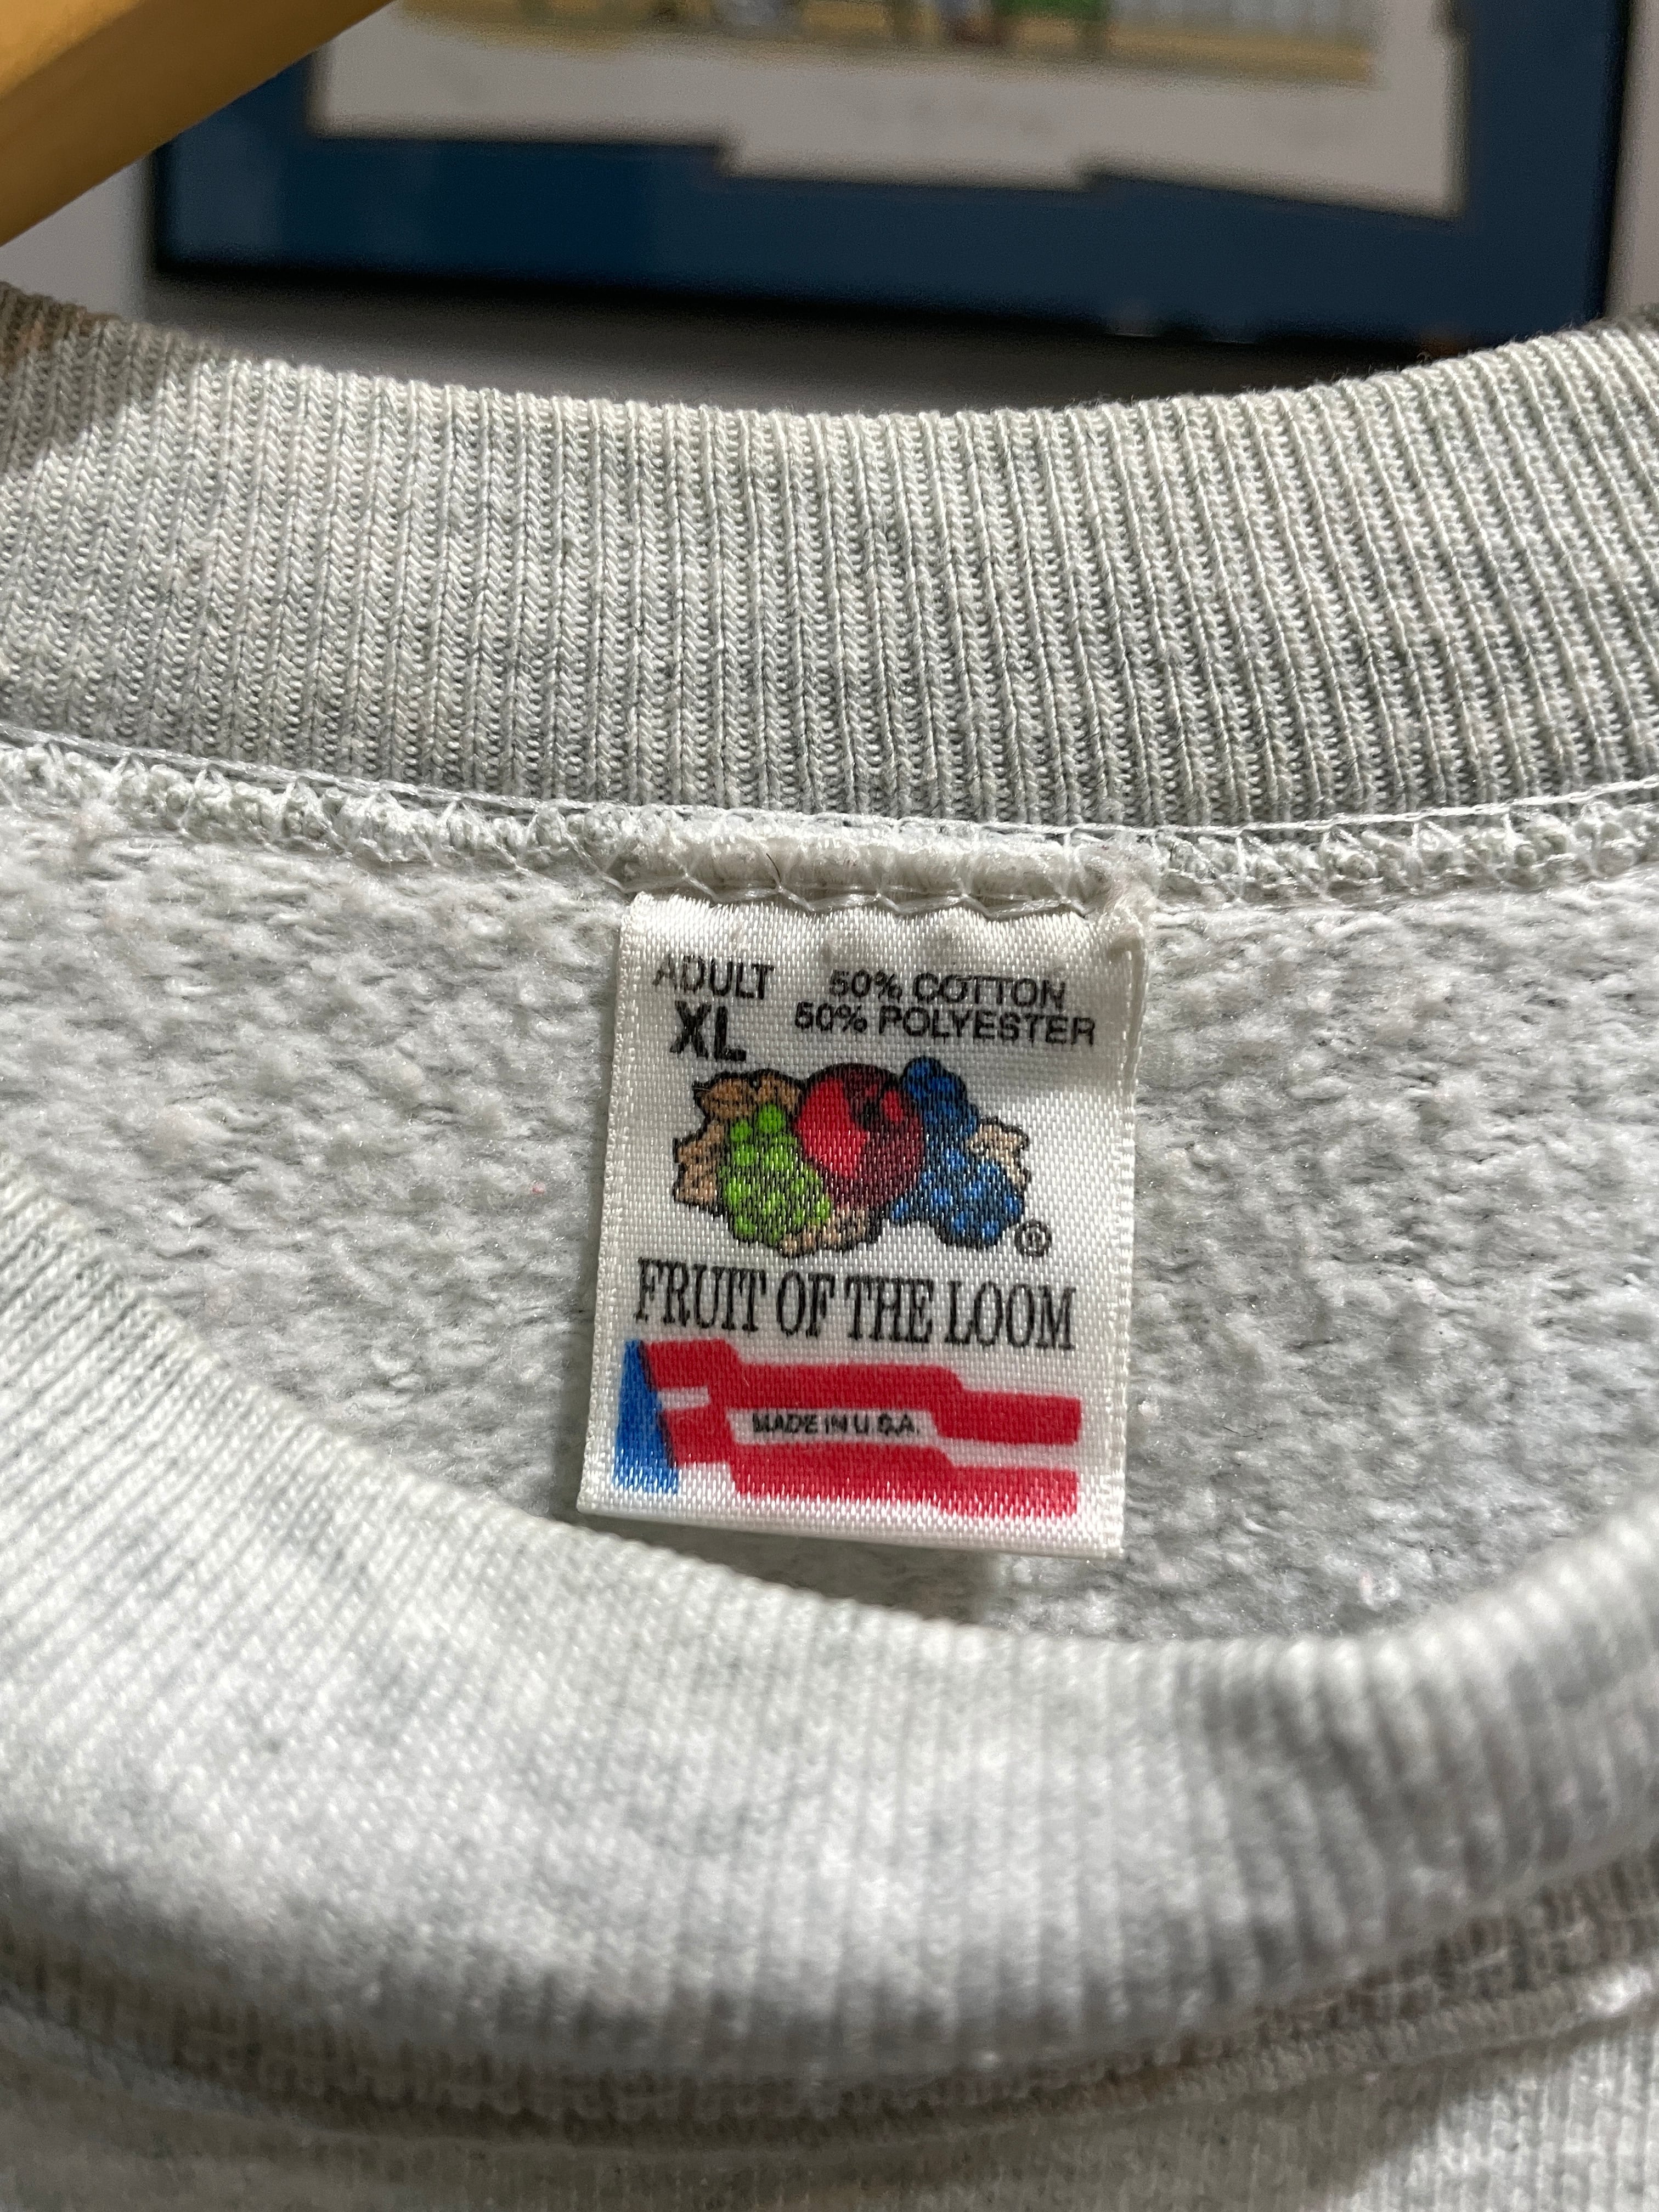 ADULT 50% COTTON
XL 50% POLYESTER
®
FRUIT OF THE LOOM
MADE IN U.S.A.